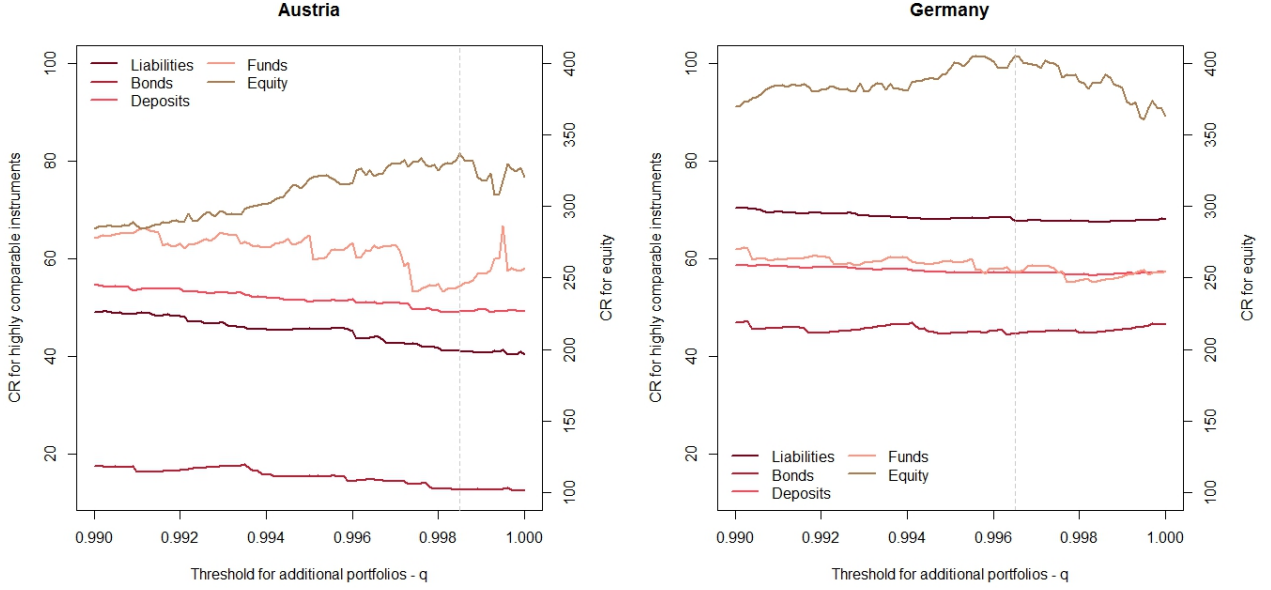 Austria
Liabilities
Bonds
Deposits
Funds
Equity
CR for highly comparable instruments
20
40
60
80
100
CR for equity
100
150
200
250
300
350
400
0.990
0.992
0.994
0.996
0.998
1.000
Threshold for additional portfolios - q
Germany
Liabilities
Bonds
Deposits
Funds
Equity
CR for highly comparable instruments
20
40
60
80
100
CR for equity
100
150
200
250
300
350
400
0.990
0.992
0.994
0.996
0.998
1.000
Threshold for additional portfolios - q